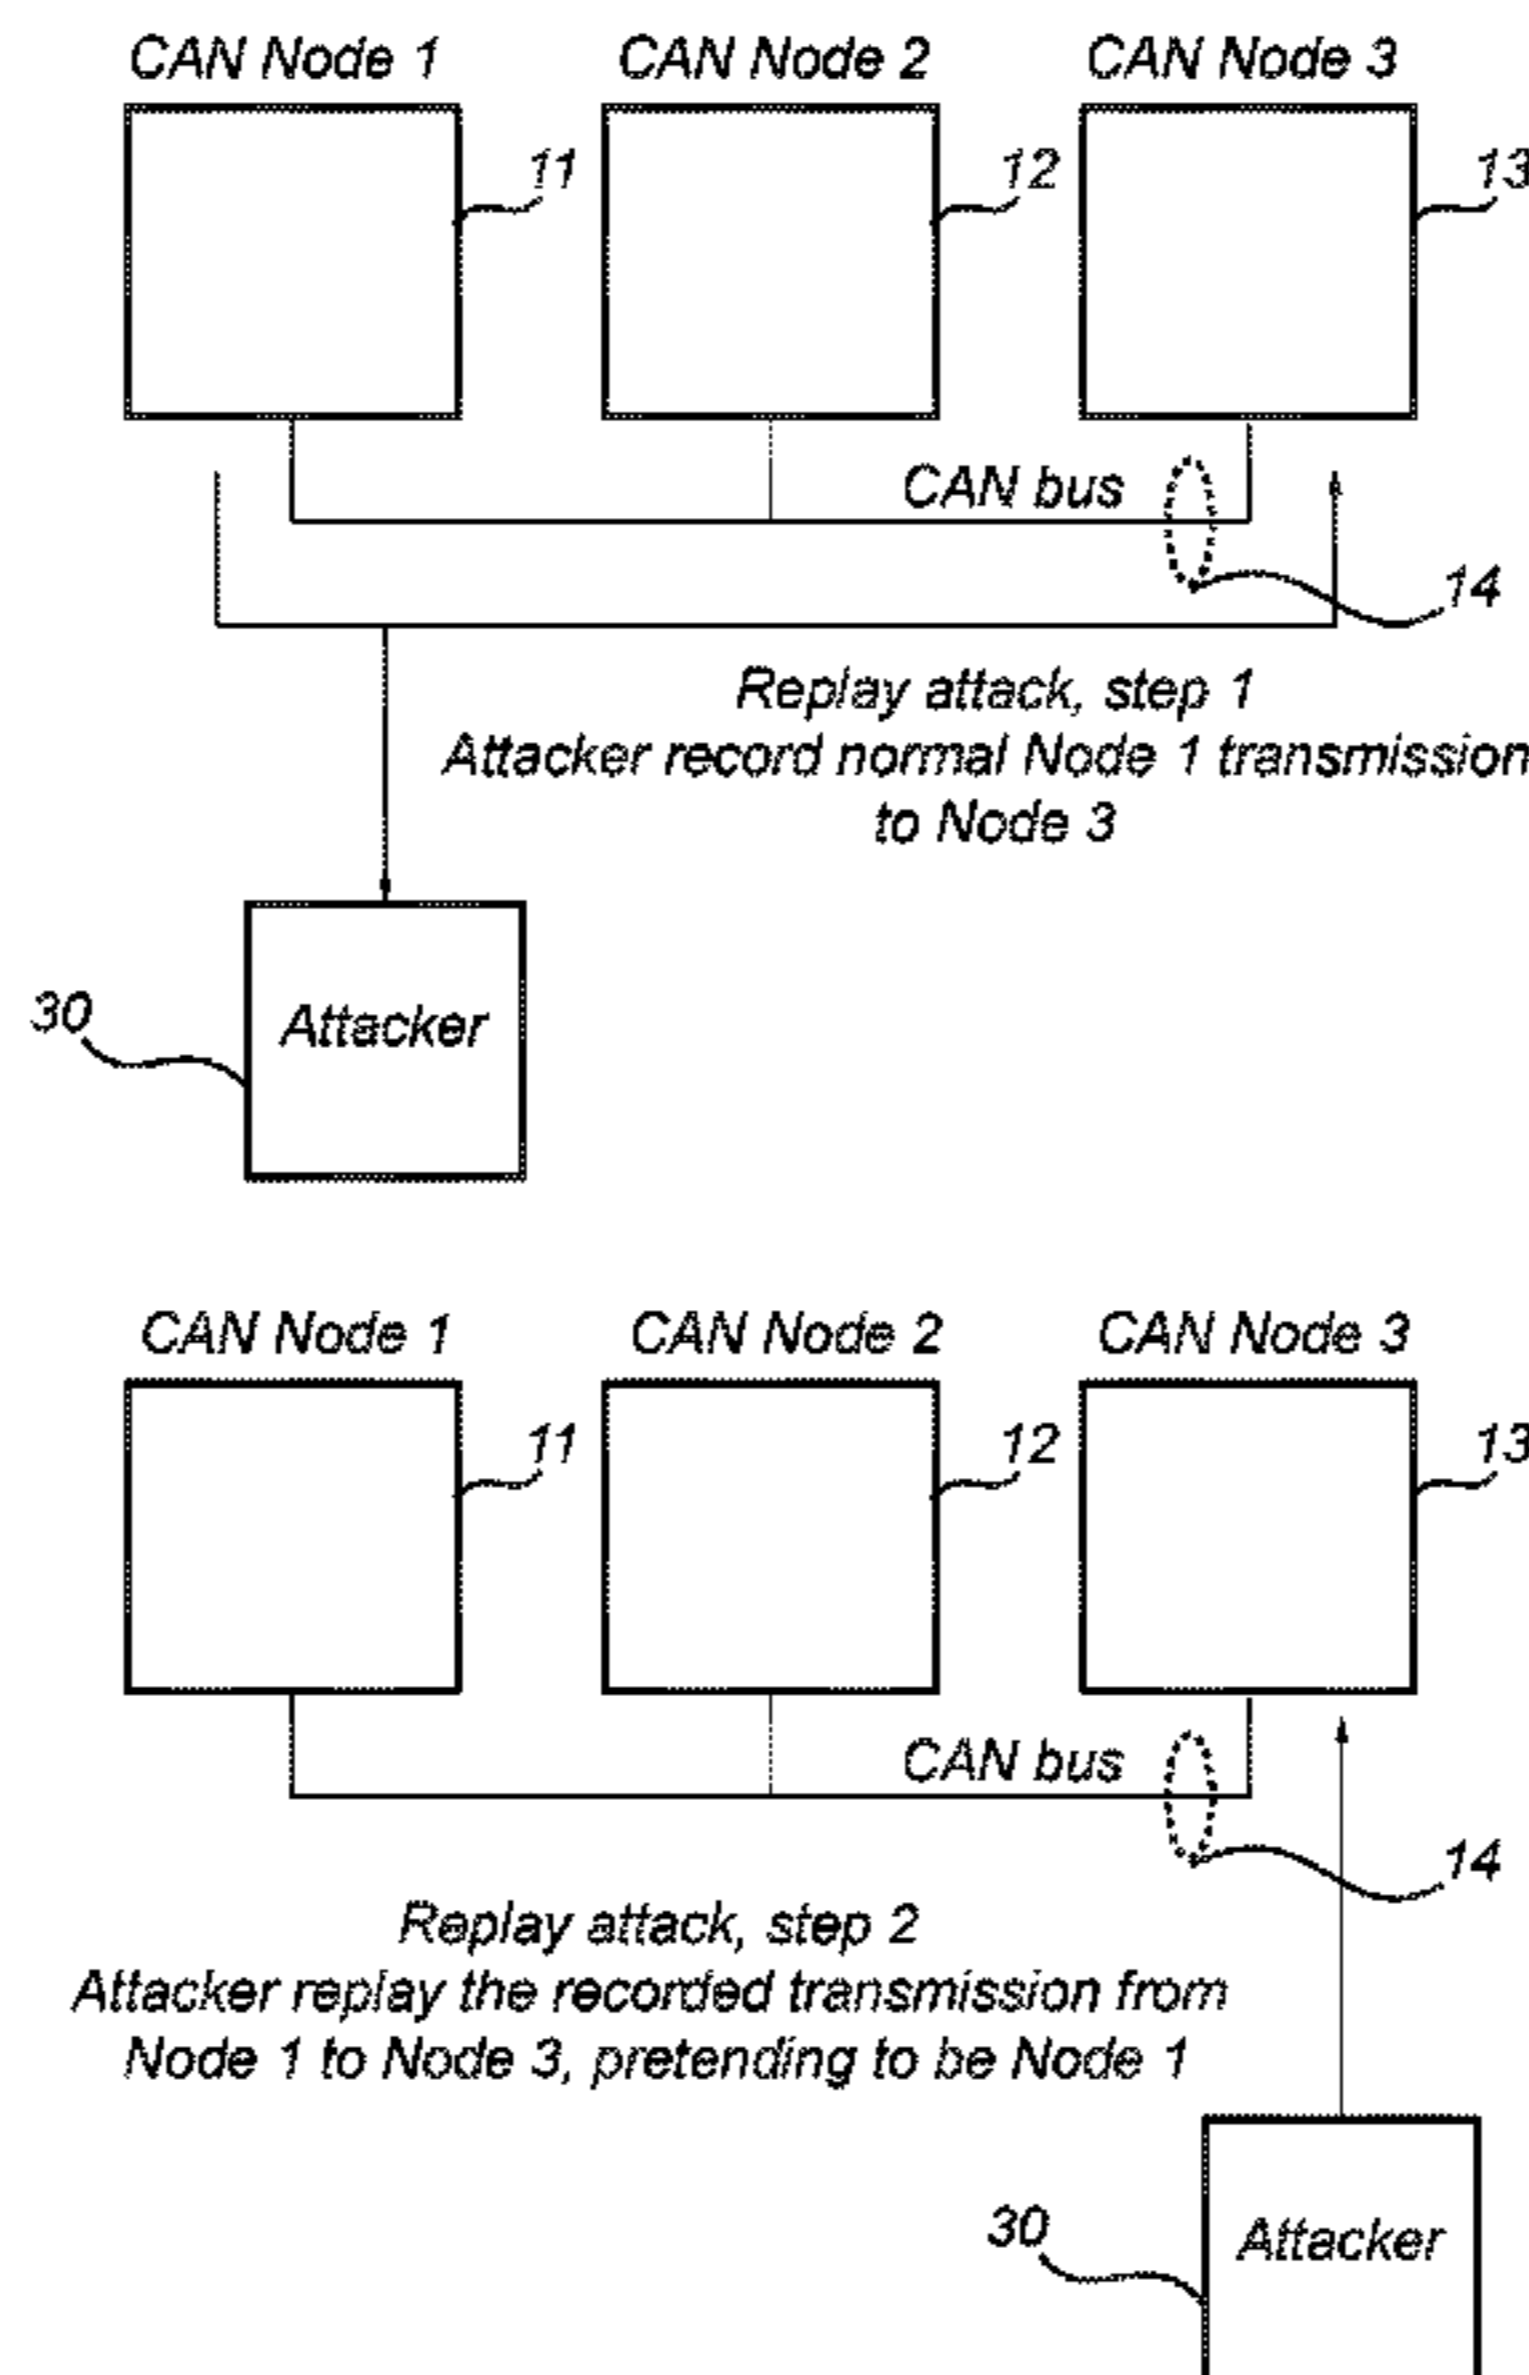 CAN Node 1 CAN Node 2 CAN Node 3
11 12 13
CAN bus
14
Replay attack, step 1
Attacker record normal Node 1 transmission
to Node 3
30
Attacker
CAN Node 1 CAN Node 2 CAN Node 3
11 12 13
CAN bus
14
Replay attack, step 2
Attacker replay the recorded transmission from
Node 1 to Node 3, pretending to be Node 1
30
Attacker